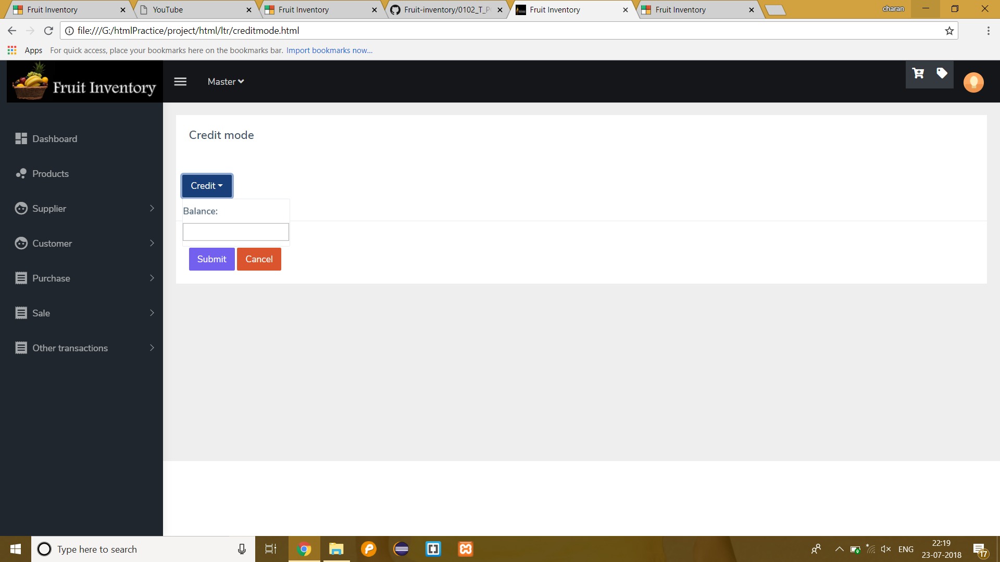 Fruit Inventory
YouTube
Fruit Inventory
Fruit-inventory/0102_T_P
Fruit Inventory
Fruit Inventory
charan
file:///G:/htmlPractice/project/html/ltr/creditmode.html
Apps For quick access, place your bookmarks here on the bookmarks bar. Import bookmarks now...
Fruit Inventory
Master
Credit mode
Dashboard
Products
Supplier
Customer
Purchase
Sale
Other transactions
Credit
Balance:
Submit Cancel
Type here to search
ENG
22:19
23-07-2018
17